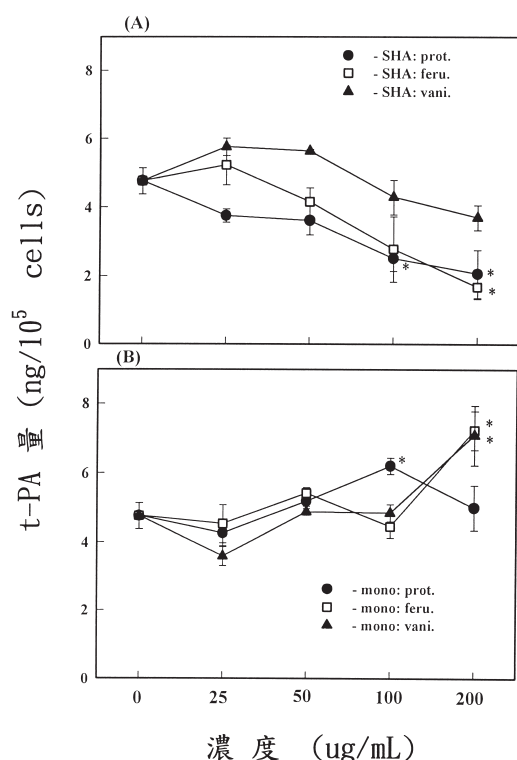 (A)
- SHA: prot.
- SHA: feru.
- SHA: vani.
8
6
4
2
0
t-PA 量 (ng/10⁵ cells)
(B)
8
6
4
2
0
* 
*
*
*
*
*
- mono: prot.
- mono: feru.
- mono: vani.
0 25 50 100 200
濃 度 (ug/mL)